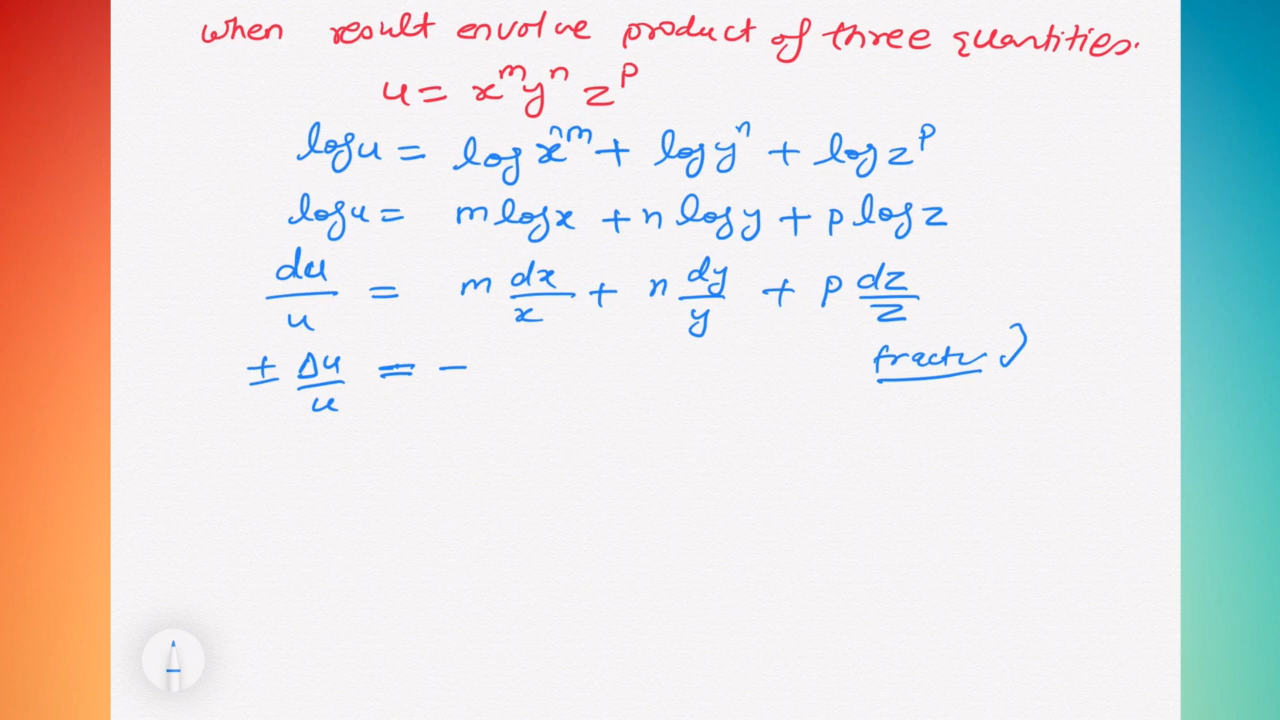 when result envolve product of three quantities.
u = x^m y^n z^p
log u = log x^nm + log y^n + log z^p
log u = m log x + n log y + p log z
du/u = m dx/x + n dy/y + p dz/z
± Δu/u = −